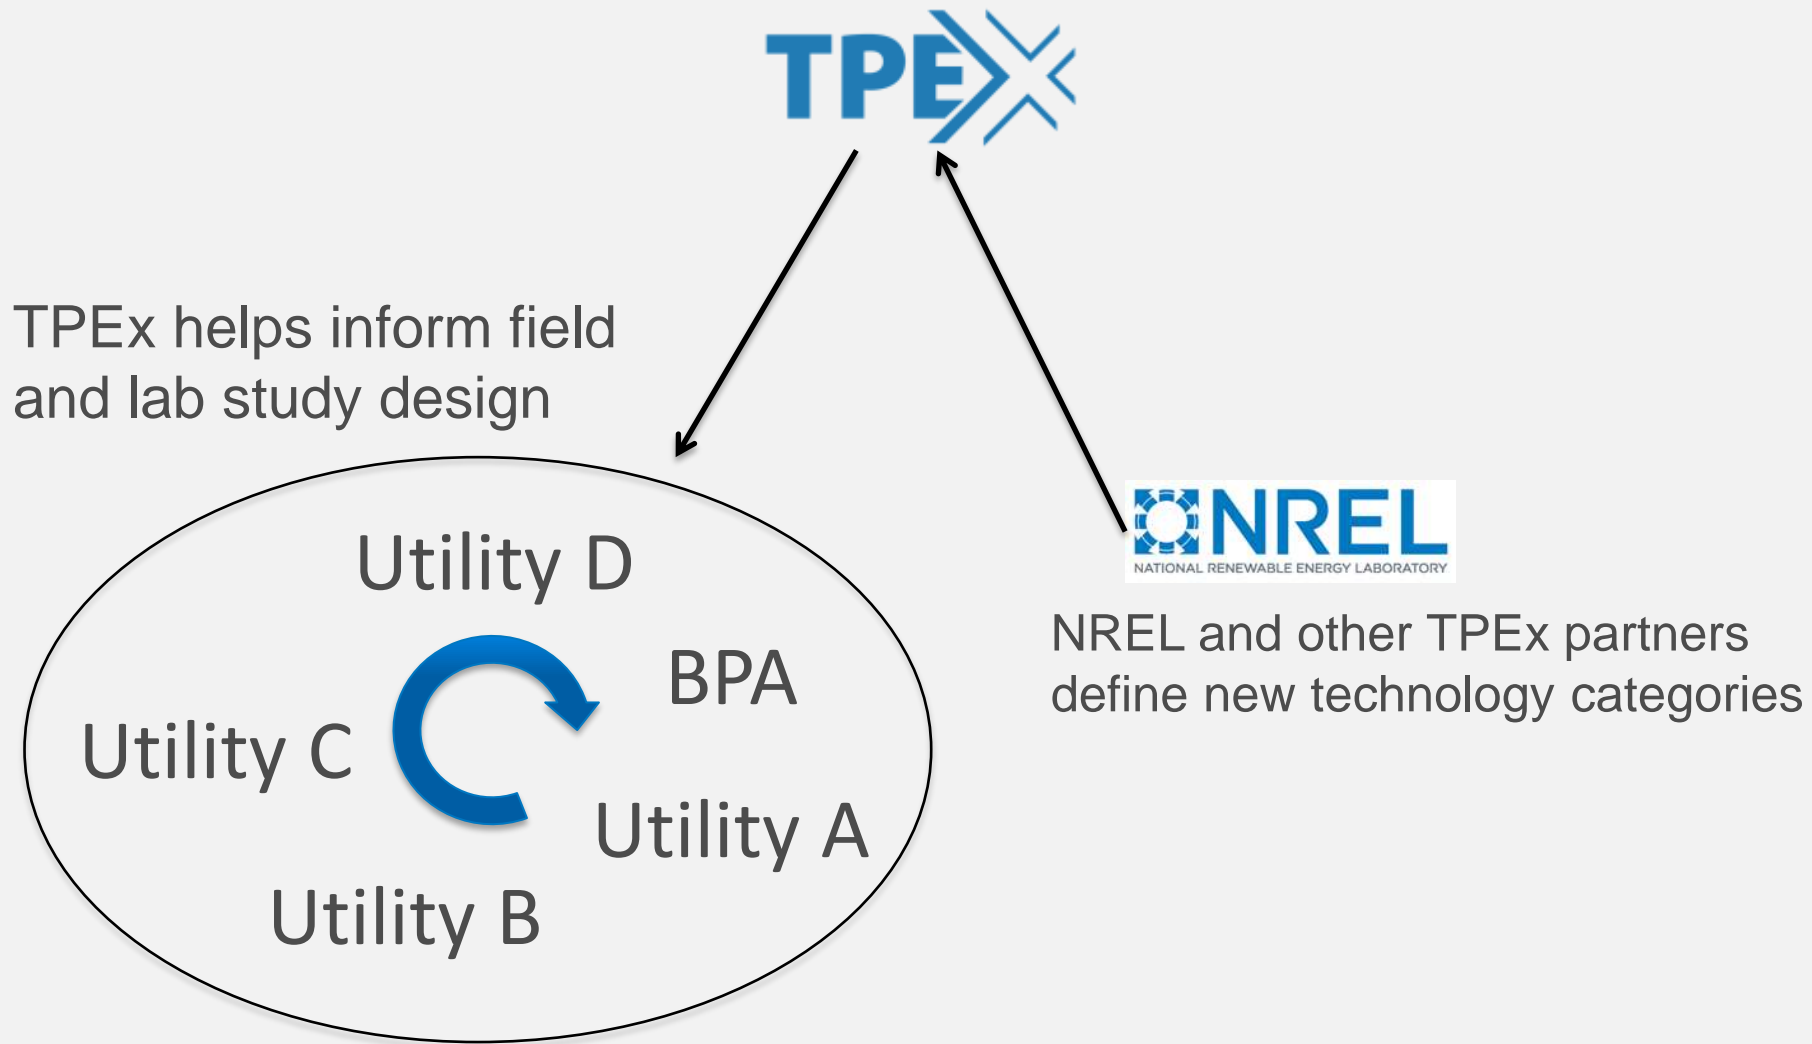 TPEX
TPEx helps inform field
and lab study design
Utility D
BPA
Utility C
Utility A
Utility B
NREL
NATIONAL RENEWABLE ENERGY LABORATORY
NREL and other TPEx partners
define new technology categories